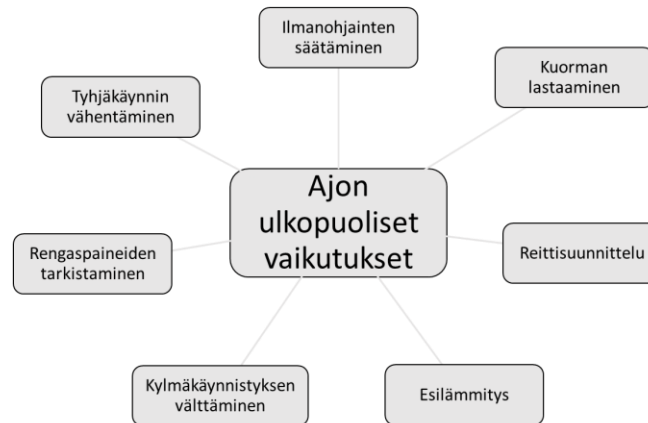 Ilmanohjainten
säätäminen
Kuorman
lastaaminen
Tyhjäkäynnin
vähentäminen
Ajon
ulkopuoliset
vaikutukset
Rengaspaineiden
tarkistaminen
Reittisuunnittelu
Kylmäkäynnistyksen
välttäminen
Esilämmitys